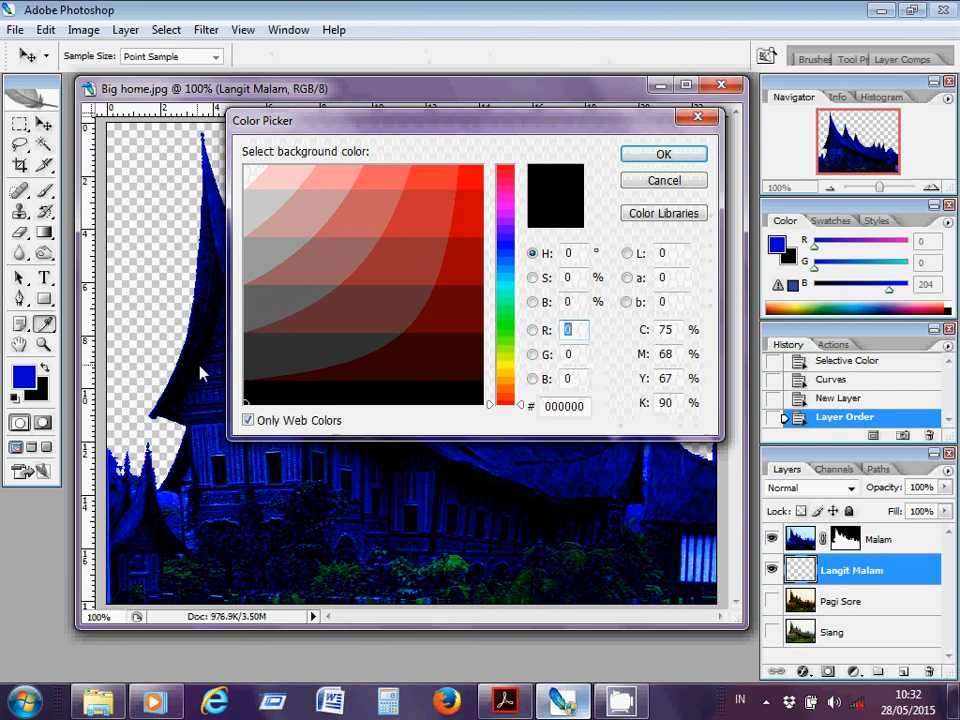 Adobe Photoshop
File Edit Image Layer Select Filter View Window Help
Sample Size: Point Sample
Brushes Tool Pr Layer Comps
Big home.jpg @ 100% (Langit Malam, RGB/8)
Color Picker
Select background color:
OK
Cancel
Color Libraries
H: 0 °
S: 0 %
B: 0 %
R: 0
G: 0
B: 0
# 000000
L: 0
a: 0
b: 0
C: 75 %
M: 68 %
Y: 67 %
K: 90 %
Only Web Colors
100% Doc: 976.9K/3.50M
Navigator Info Histogram
100%
Color Swatches Styles
R 0
G 0
B 204
History Actions
Selective Color
Curves
New Layer
Layer Order
Layers Channels Paths
Normal Opacity: 100%
Lock: Fill: 100%
Malam
Langit Malam
Pagi Sore
Siang
IN
10:32
28/05/2015